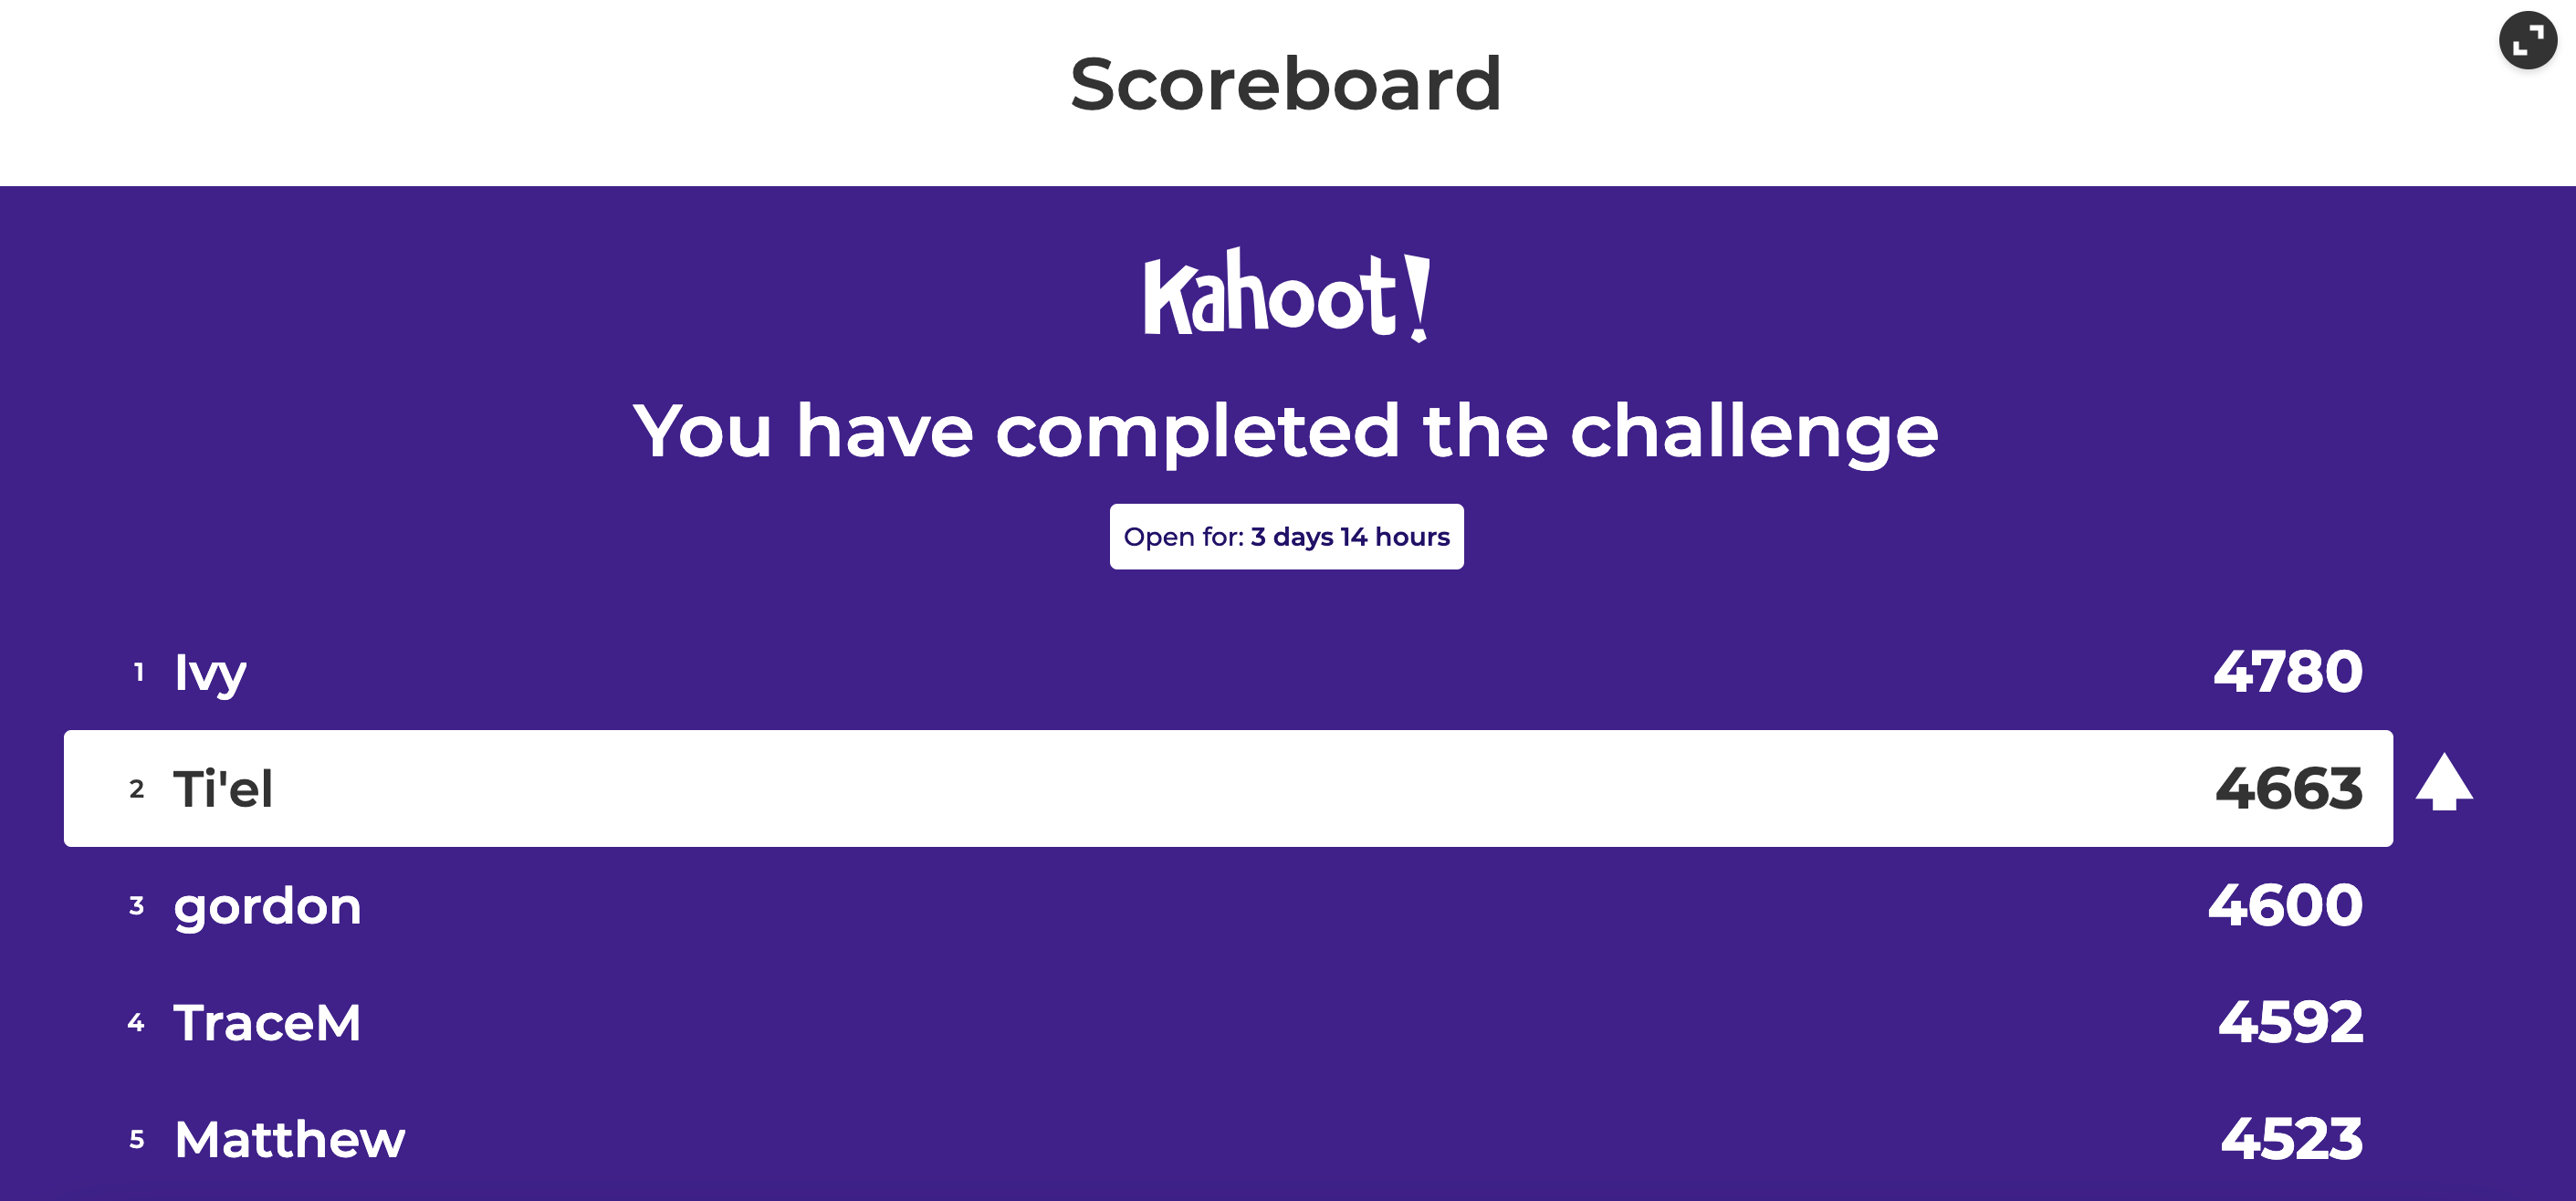 Scoreboard
Kahoot!
You have completed the challenge
Open for: 3 days 14 hours
1 Ivy 4780
2 Ti'el 4663
3 gordon 4600
4 TraceM 4592
5 Matthew 4523